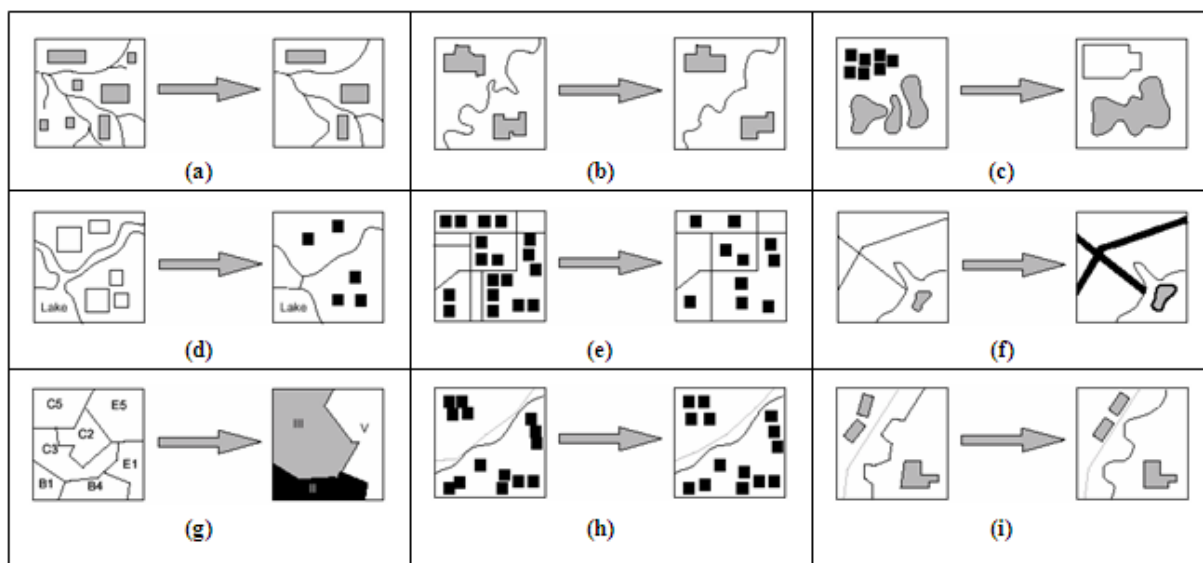 (a) (b) (c)
Lake Lake
(d) (e) (f)
C5 E5
C2
C3
E1
B1 B4
III V
II
(g) (h) (i)